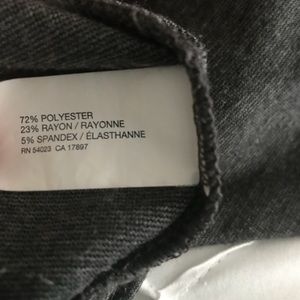 72% POLYESTER
23% RAYON / RAYONNE
5% SPANDEX / ÉLASTHANNE
RN 54023 CA 17897